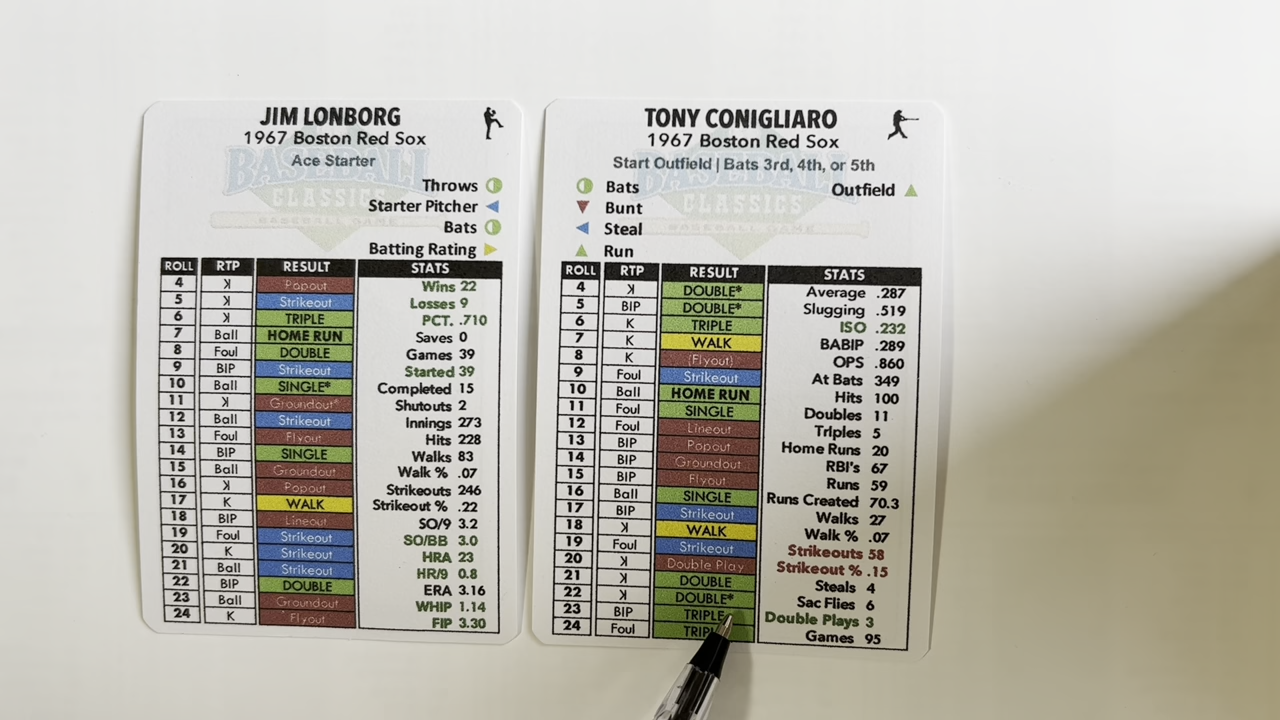 JIM LONBORG
1967 Boston Red Sox
Ace Starter
BASEBALL
CLASSICS
BASEBALL GAME
Throws
Starter Pitcher
Bats
Batting Rating
ROLL RTP RESULT STATS
4 K Popout Wins 22
5 K Strikeout Losses 9
6 K TRIPLE PCT. .710
7 Ball HOME RUN Saves 0
8 Foul DOUBLE Games 39
9 BIP Strikeout Started 39
10 Ball SINGLE* Completed 15
11 K Groundout* Shutouts 2
12 Ball Strikeout Innings 273
13 Foul Flyout Hits 228
14 BIP SINGLE Walks 83
15 Ball Groundout Walk % .07
16 K Popout Strikeouts 246
17 K WALK Strikeout % .22
18 BIP Lineout SO/9 3.2
19 Foul Strikeout SO/BB 3.0
20 K Strikeout HRA 23
21 Ball Strikeout HR/9 0.8
22 BIP DOUBLE ERA 3.16
23 Ball Groundout WHIP 1.14
24 K Flyout FIP 3.30
TONY CONIGLIARO
1967 Boston Red Sox
Start Outfield | Bats 3rd, 4th, or 5th
BASEBALL
CLASSICS
BASEBALL GAME
Bats Outfield
Bunt
Steal
Run
ROLL RTP RESULT STATS
4 K DOUBLE* Average .287
5 BIP DOUBLE* Slugging .519
6 K TRIPLE ISO .232
7 K WALK BABIP .289
8 K (Flyout) OPS .860
9 Foul Strikeout At Bats 349
10 Ball HOME RUN Hits 100
11 Foul SINGLE Doubles 11
12 Foul Lineout Triples 5
13 BIP Popout Home Runs 20
14 BIP Groundout RBI's 67
15 BIP Flyout Runs 59
16 Ball SINGLE Runs Created 70.3
17 BIP Strikeout Walks 27
18 K WALK Walk % .07
19 Foul Strikeout Strikeouts 58
20 K Double Play Strikeout % .15
21 K DOUBLE Steals 4
22 K DOUBLE* Sac Flies 6
23 BIP TRIPLE Double Plays 3
24 Foul Games 95